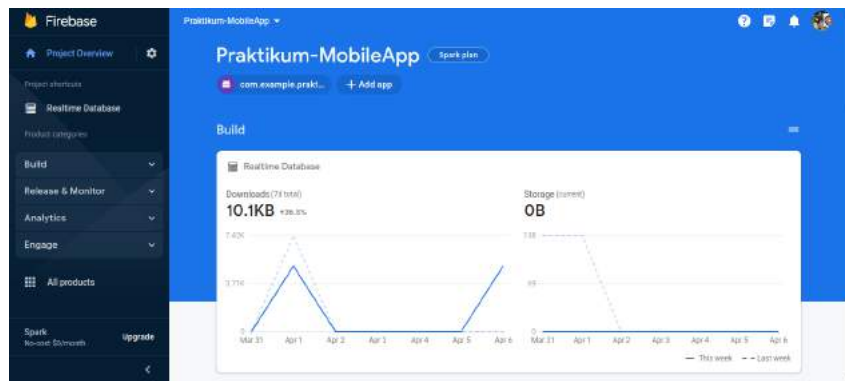 Firebase
Praktikum-MobileApp
Project Overview
Praktikum-MobileApp
Spark plan
Project shortcuts
com.example.prakt...
+ Add app
Realtime Database
Product categories
Build
Build
Realtime Database
Release & Monitor
Downloads (7d total)
Storage (current)
10.1KB
0B
Analytics
Engage
All products
0
0
Mar 31 Apr 1 Apr 2 Apr 3 Apr 4 Apr 5 Apr 6
Mar 31 Apr 1 Apr 2 Apr 3 Apr 4 Apr 5 Apr 6
Spark
No-cost $0/month
Upgrade
This week
Last week